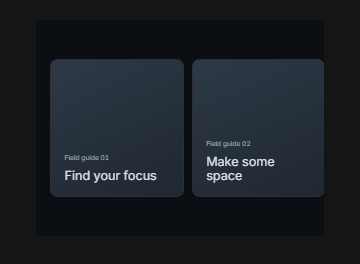 Field guide 01
Find your focus
Field guide 02
Make some
space